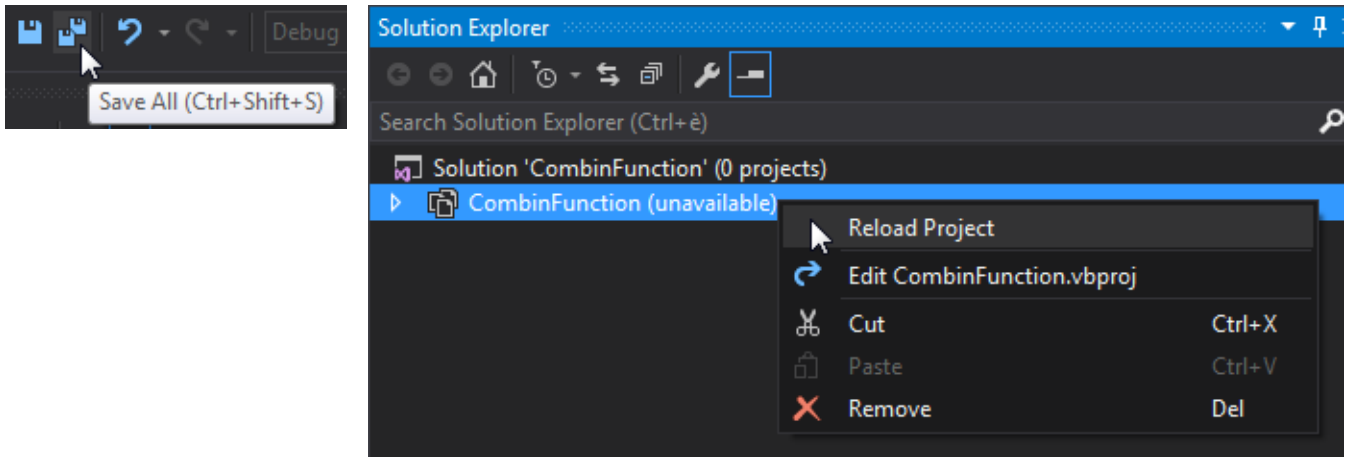 Debug
Save All (Ctrl+Shift+S)
Solution Explorer
Search Solution Explorer (Ctrl+è)
Solution 'CombinFunction' (0 projects)
CombinFunction (unavailable)
Reload Project
Edit CombinFunction.vbproj
Cut Ctrl+X
Paste Ctrl+V
Remove Del